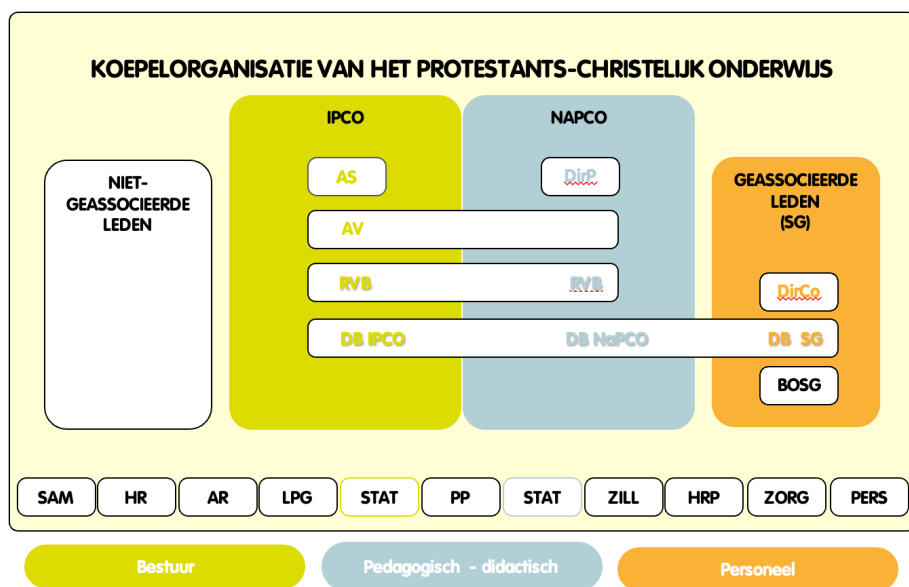 KOEPELORGANISATIE VAN HET PROTESTANTS-CHRISTELIJK ONDERWIJS
IPCO
NAPCO
NIET-
GEASSOCIEERDE
LEDEN
GEASSOCIEERDE
LEDEN
(SG)
AS
DirP
AV
RVB
RVB
DirCo
DB IPCO
DB NaPCO
DB SG
BOSG
SAM
HR
AR
LPG
STAT
PP
STAT
ZILL
HRP
ZORG
PERS
Bestuur
Pedagogisch - didactisch
Personeel